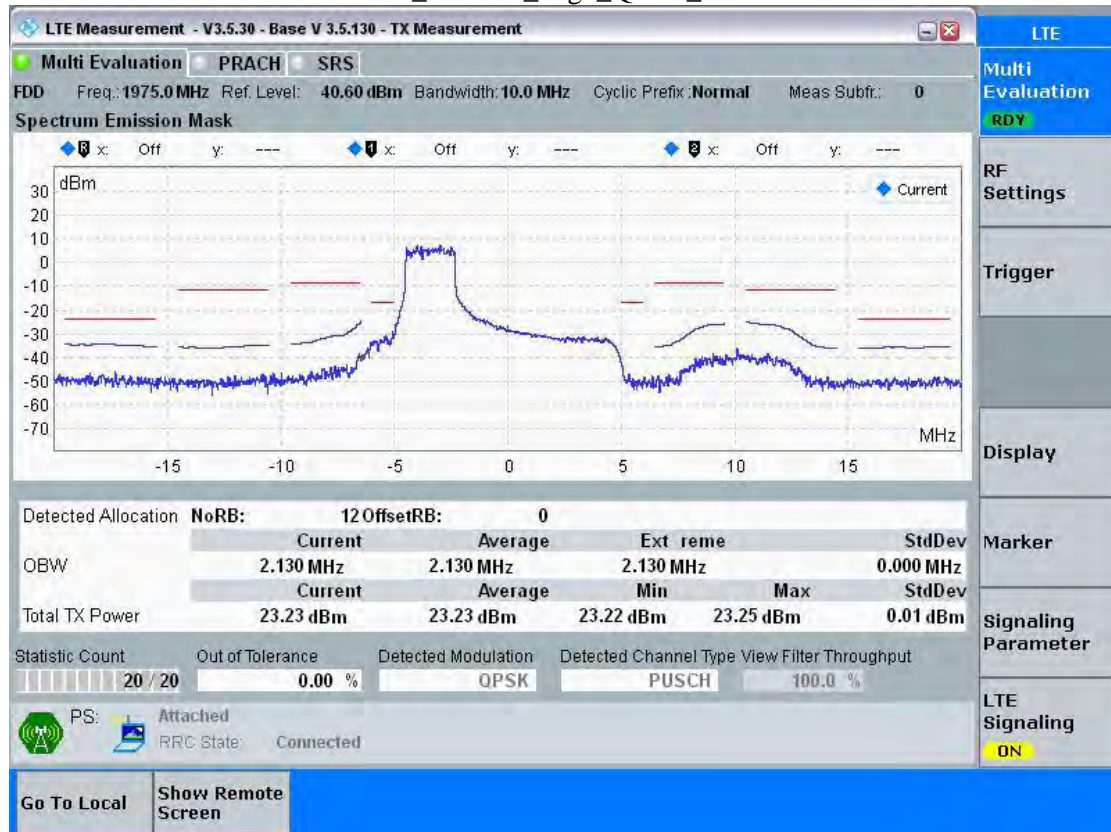 LTE Measurement - V3.5.30 - Base V 3.5.130 - TX Measurement
LTE
Multi Evaluation PRACH SRS
FDD Freq.: 1975.0 MHz Ref. Level: 40.60 dBm Bandwidth: 10.0 MHz Cyclic Prefix : Normal Meas Subfr.: 0
Spectrum Emission Mask
R x: Off y: --- 1 x: Off y: --- 2 x: Off y: ---
dBm
Current
30
20
10
0
-10
-20
-30
-40
-50
-60
-70
MHz
-15 -10 -5 0 5 10 15
Detected Allocation NoRB: 12 OffsetRB: 0
Current Average Ext reme StdDev
OBW 2.130 MHz 2.130 MHz 2.130 MHz 0.000 MHz
Current Average Min Max StdDev
Total TX Power 23.23 dBm 23.23 dBm 23.22 dBm 23.25 dBm 0.01 dBm
Statistic Count Out of Tolerance Detected Modulation Detected Channel Type View Filter Throughput
20 / 20 0.00 % QPSK PUSCH 100.0 %
PS: Attached
RRC State: Connected
Multi
Evaluation
RDY
RF
Settings
Trigger
Display
Marker
Signaling
Parameter
LTE
Signaling
ON
Go To Local
Show Remote
Screen